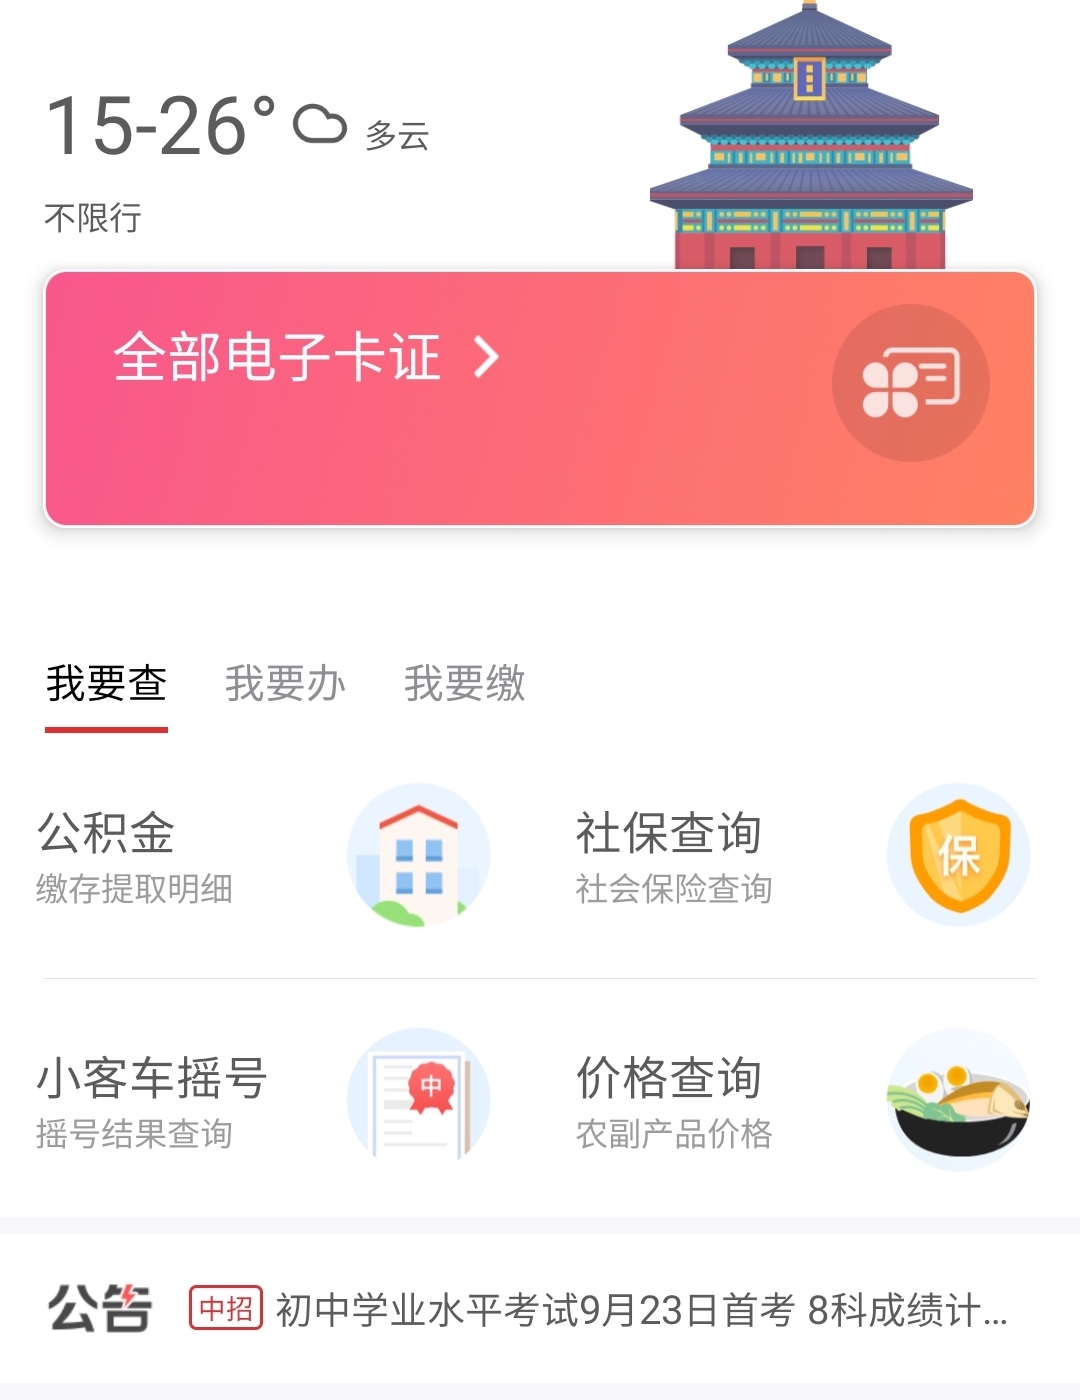 15-26° 多云
不限行
全部电子卡证
我要查 我要办 我要缴
公积金
缴存提取明细
社保查询
社会保险查询
保
小客车摇号
摇号结果查询
中
价格查询
农副产品价格
公告 中招 初中学业水平考试9月23日首考 8科成绩计...